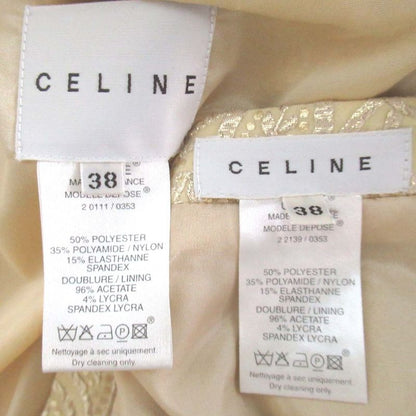 CELINE
38
MODELE DEPOSE®
2 0111 / 0353
50% POLYESTER
35% POLYAMIDE / NYLON
15% ELASTHANNE
SPANDEX
DOUBLURE / LINING
96% ACETATE
4% LYCRA
SPANDEX LYCRA
Nettoyage à sec uniquement.
Dry cleaning only.
CELINE
38
MODELE DEPOSE®
2 2139 / 0353
50% POLYESTER
35% POLYAMIDE / NYLON
15% ELASTHANNE
SPANDEX
DOUBLURE / LINING
96% ACETATE
4% LYCRA
SPANDEX LYCRA
Nettoyage à sec uniquement.
Dry cleaning only.